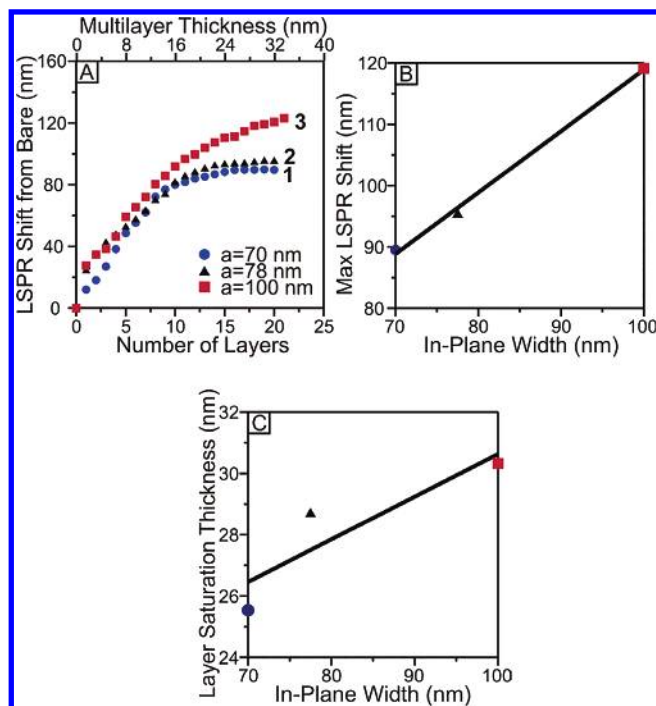 Multilayer Thickness (nm)
0 8 16 24 32 40
A
LSPR Shift from Bare (nm)
160
120
80
40
0
3
2
1
a=70 nm
a=78 nm
a=100 nm
0 5 10 15 20 25
Number of Layers
B
Max LSPR Shift (nm)
120
110
100
90
80
70 80 90 100
In-Plane Width (nm)
C
Layer Saturation Thickness (nm)
32
30
28
26
24
70 80 90 100
In-Plane Width (nm)